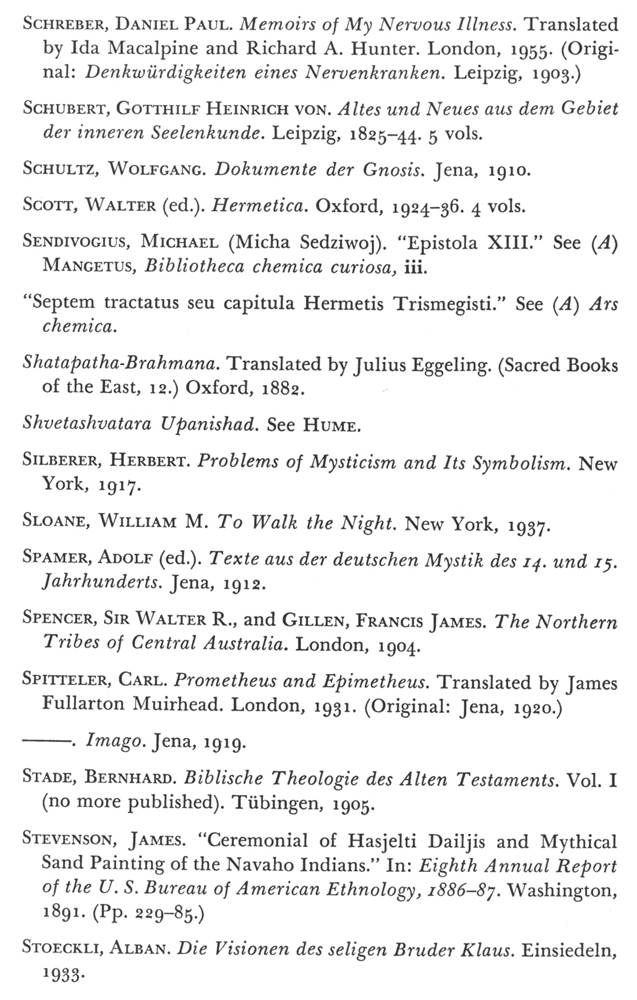 SCHREBER, DANIEL PAUL. Memoirs of My Nervous Illness. Translated
by Ida Macalpine and Richard A. Hunter. London, 1955. (Origi-
nal: Denkwürdigkeiten eines Nervenkranken. Leipzig, 1903.)
SCHUBERT, GOTTHILF HEINRICH VON. Altes und Neues aus dem Gebiet
der inneren Seelenkunde. Leipzig, 1825–44. 5 vols.
SCHULTZ, WOLFGANG. Dokumente der Gnosis. Jena, 1910.
SCOTT, WALTER (ed.). Hermetica. Oxford, 1924–36. 4 vols.
SENDIVOGIUS, MICHAEL (Micha Sedziwoj). “Epistola XIII.” See (A)
MANGETUS, Bibliotheca chemica curiosa, iii.
“Septem tractatus seu capitula Hermetis Trismegisti.” See (A) Ars
chemica.
Shatapatha-Brahmana. Translated by Julius Eggeling. (Sacred Books
of the East, 12.) Oxford, 1882.
Shvetashvatara Upanishad. See HUME.
SILBERER, HERBERT. Problems of Mysticism and Its Symbolism. New
York, 1917.
SLOANE, WILLIAM M. To Walk the Night. New York, 1937.
SPAMER, ADOLF (ed.). Texte aus der deutschen Mystik des 14. und 15.
Jahrhunderts. Jena, 1912.
SPENCER, SIR WALTER R., and GILLEN, FRANCIS JAMES. The Northern
Tribes of Central Australia. London, 1904.
SPITTELER, CARL. Prometheus and Epimetheus. Translated by James
Fullarton Muirhead. London, 1931. (Original: Jena, 1920.)
———. Imago. Jena, 1919.
STADE, BERNHARD. Biblische Theologie des Alten Testaments. Vol. I
(no more published). Tübingen, 1905.
STEVENSON, JAMES. “Ceremonial of Hasjelti Dailjis and Mythical
Sand Painting of the Navaho Indians.” In: Eighth Annual Report
of the U. S. Bureau of American Ethnology, 1886–87. Washington,
1891. (Pp. 229–85.)
STOECKLI, ALBAN. Die Visionen des seligen Bruder Klaus. Einsiedeln,
1933.